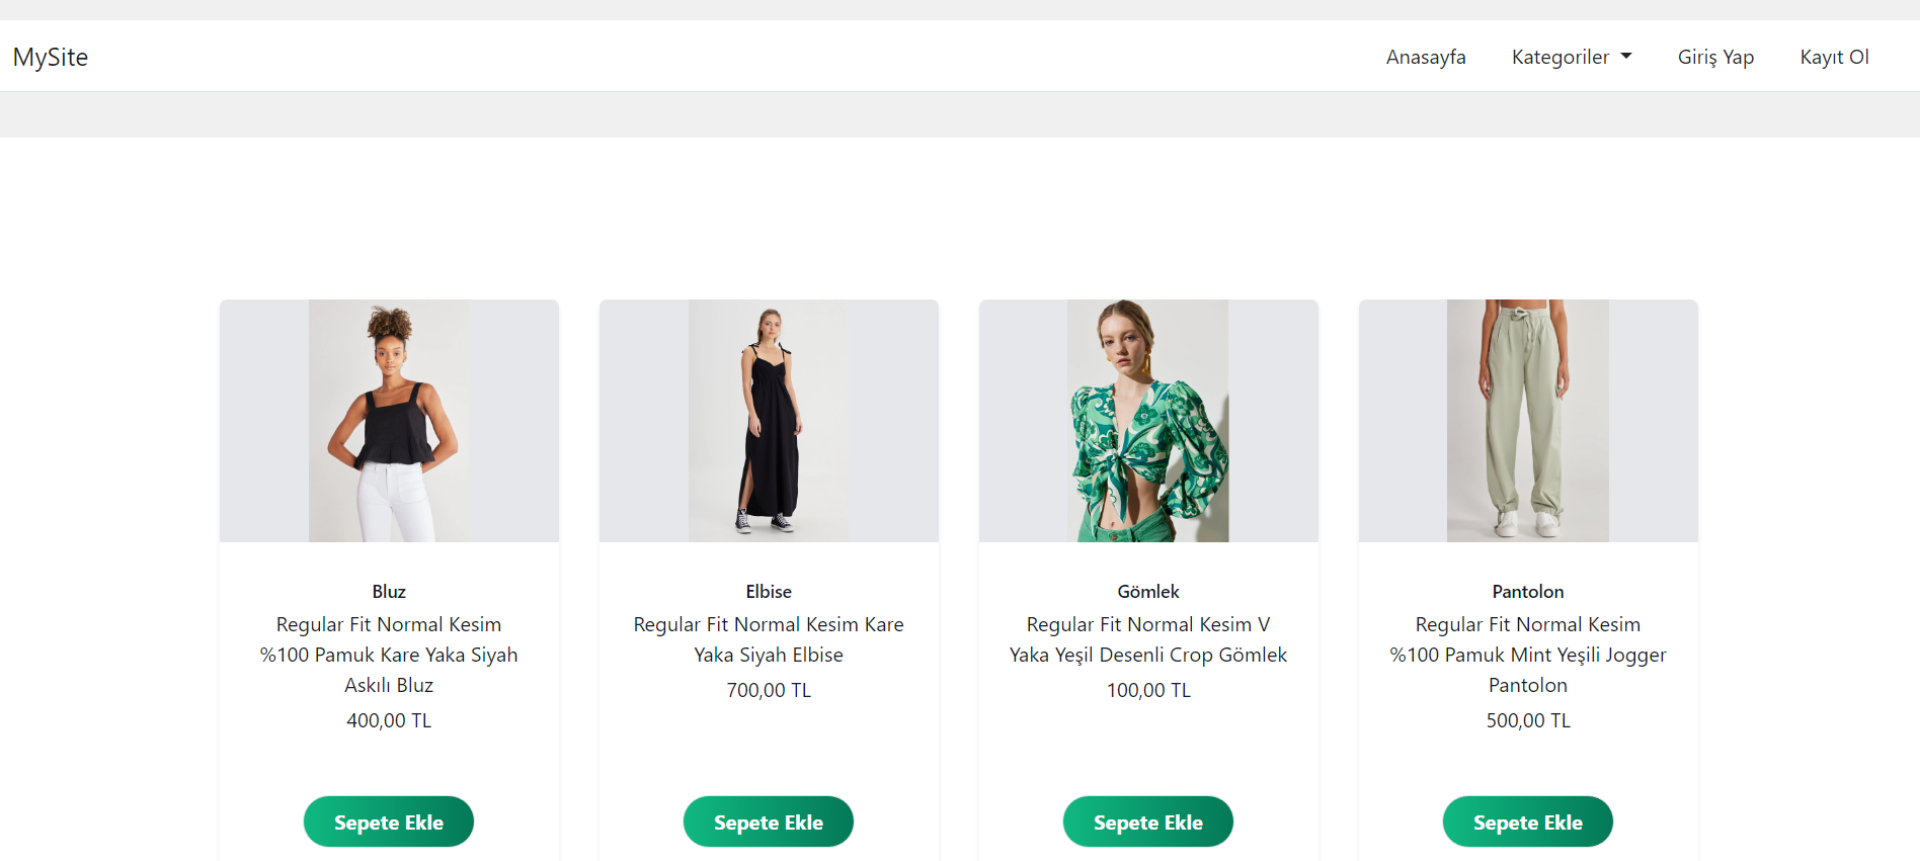 MySite
Anasayfa
Kategoriler
Giriş Yap
Kayıt Ol
Bluz
Regular Fit Normal Kesim
%100 Pamuk Kare Yaka Siyah
Askılı Bluz
400,00 TL
Sepete Ekle
Elbise
Regular Fit Normal Kesim Kare
Yaka Siyah Elbise
700,00 TL
Sepete Ekle
Gömlek
Regular Fit Normal Kesim V
Yaka Yeşil Desenli Crop Gömlek
100,00 TL
Sepete Ekle
Pantolon
Regular Fit Normal Kesim
%100 Pamuk Mint Yeşili Jogger
Pantolon
500,00 TL
Sepete Ekle